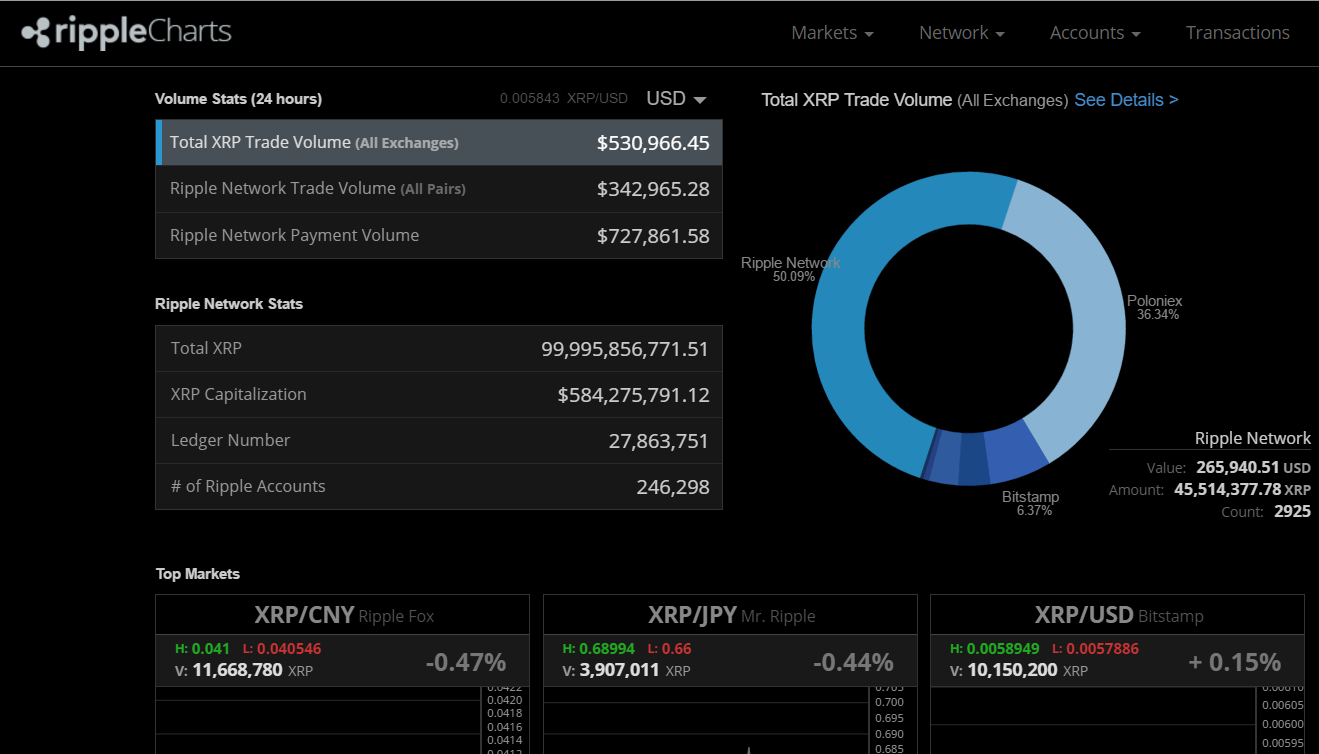 rippleCharts
Markets Network Accounts Transactions
Volume Stats (24 hours) 0.005843 XRP/USD USD
Total XRP Trade Volume (All Exchanges) $530,966.45
Ripple Network Trade Volume (All Pairs) $342,965.28
Ripple Network Payment Volume $727,861.58
Ripple Network Stats
Total XRP 99,995,856,771.51
XRP Capitalization $584,275,791.12
Ledger Number 27,863,751
# of Ripple Accounts 246,298
Total XRP Trade Volume (All Exchanges) See Details >
Ripple Network
50.09%
Poloniex
36.34%
Bitstamp
6.37%
Ripple Network
Value: 265,940.51 USD
Amount: 45,514,377.78 XRP
Count: 2925
Top Markets
XRP/CNY Ripple Fox
H: 0.041 L: 0.040546
V: 11,668,780 XRP
-0.47%
0.0422
0.0420
0.0418
0.0416
0.0414
0.0412
XRP/JPY Mr. Ripple
H: 0.68994 L: 0.66
V: 3,907,011 XRP
-0.44%
0.705
0.700
0.695
0.690
0.685
XRP/USD Bitstamp
H: 0.0058949 L: 0.0057886
V: 10,150,200 XRP
+ 0.15%
0.00610
0.00605
0.00600
0.00595